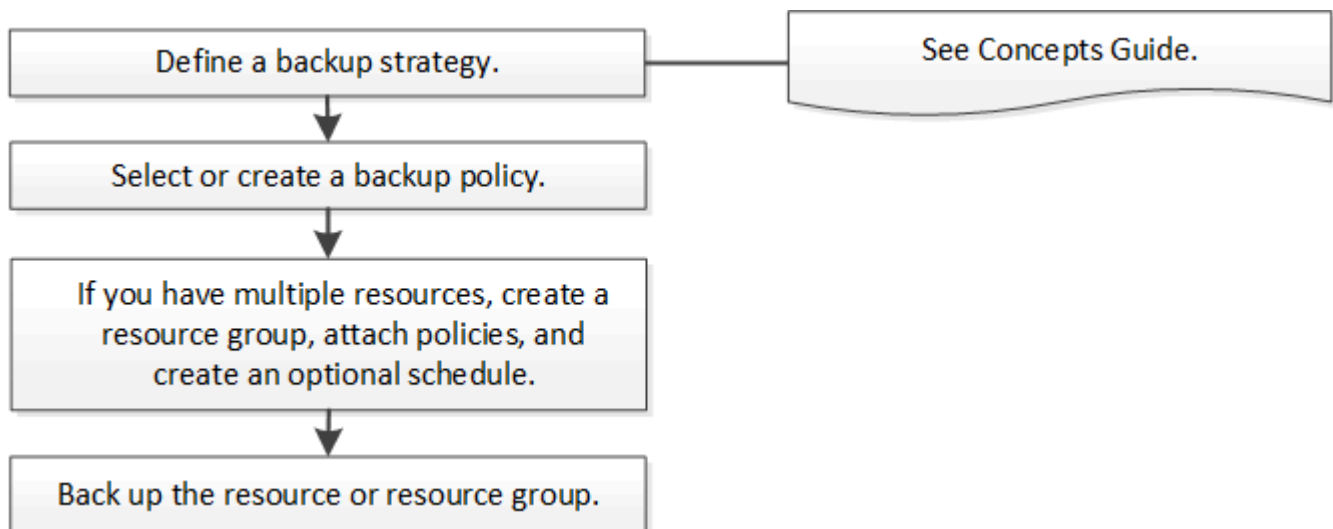 Define a backup strategy.
See Concepts Guide.
Select or create a backup policy.
If you have multiple resources, create a
resource group, attach policies, and
create an optional schedule.
Back up the resource or resource group.